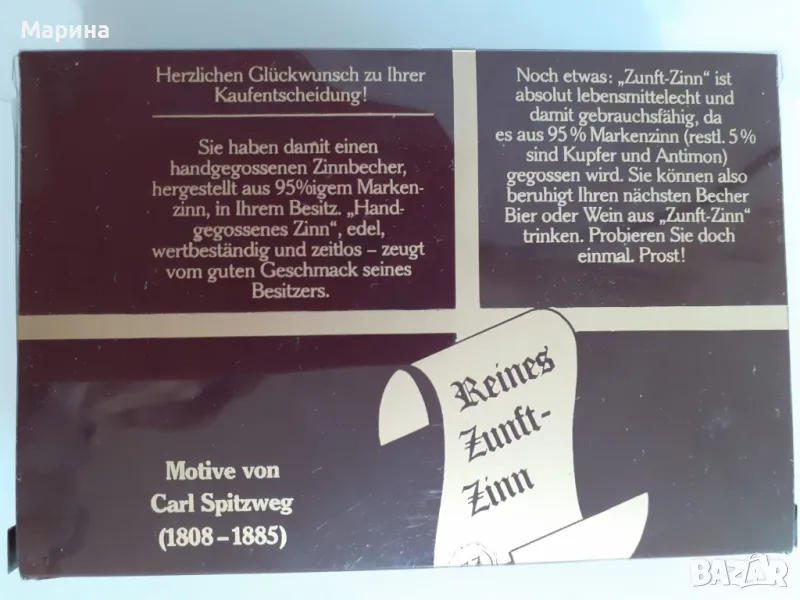 Марина
Herzlichen Glückwunsch zu Ihrer
Kaufentscheidung!
Sie haben damit einen
handgegossenen Zinnbecher,
hergestellt aus 95%igem Marken-
zinn, in Ihrem Besitz. „Hand-
gegossenes Zinn“, edel,
wertbeständig und zeitlos – zeugt
vom guten Geschmack seines
Besitzers.
Noch etwas: „Zunft-Zinn“ ist
absolut lebensmittelecht und
damit gebrauchsfähig, da
es aus 95% Markenzinn (restl. 5%
sind Kupfer und Antimon)
gegossen wird. Sie können also
beruhigt Ihren nächsten Becher
Bier oder Wein aus „Zunft-Zinn“
trinken. Probieren Sie doch
einmal. Prost!
Reines
Zunft-
Zinn
Motive von
Carl Spitzweg
(1808–1885)
BAZAR